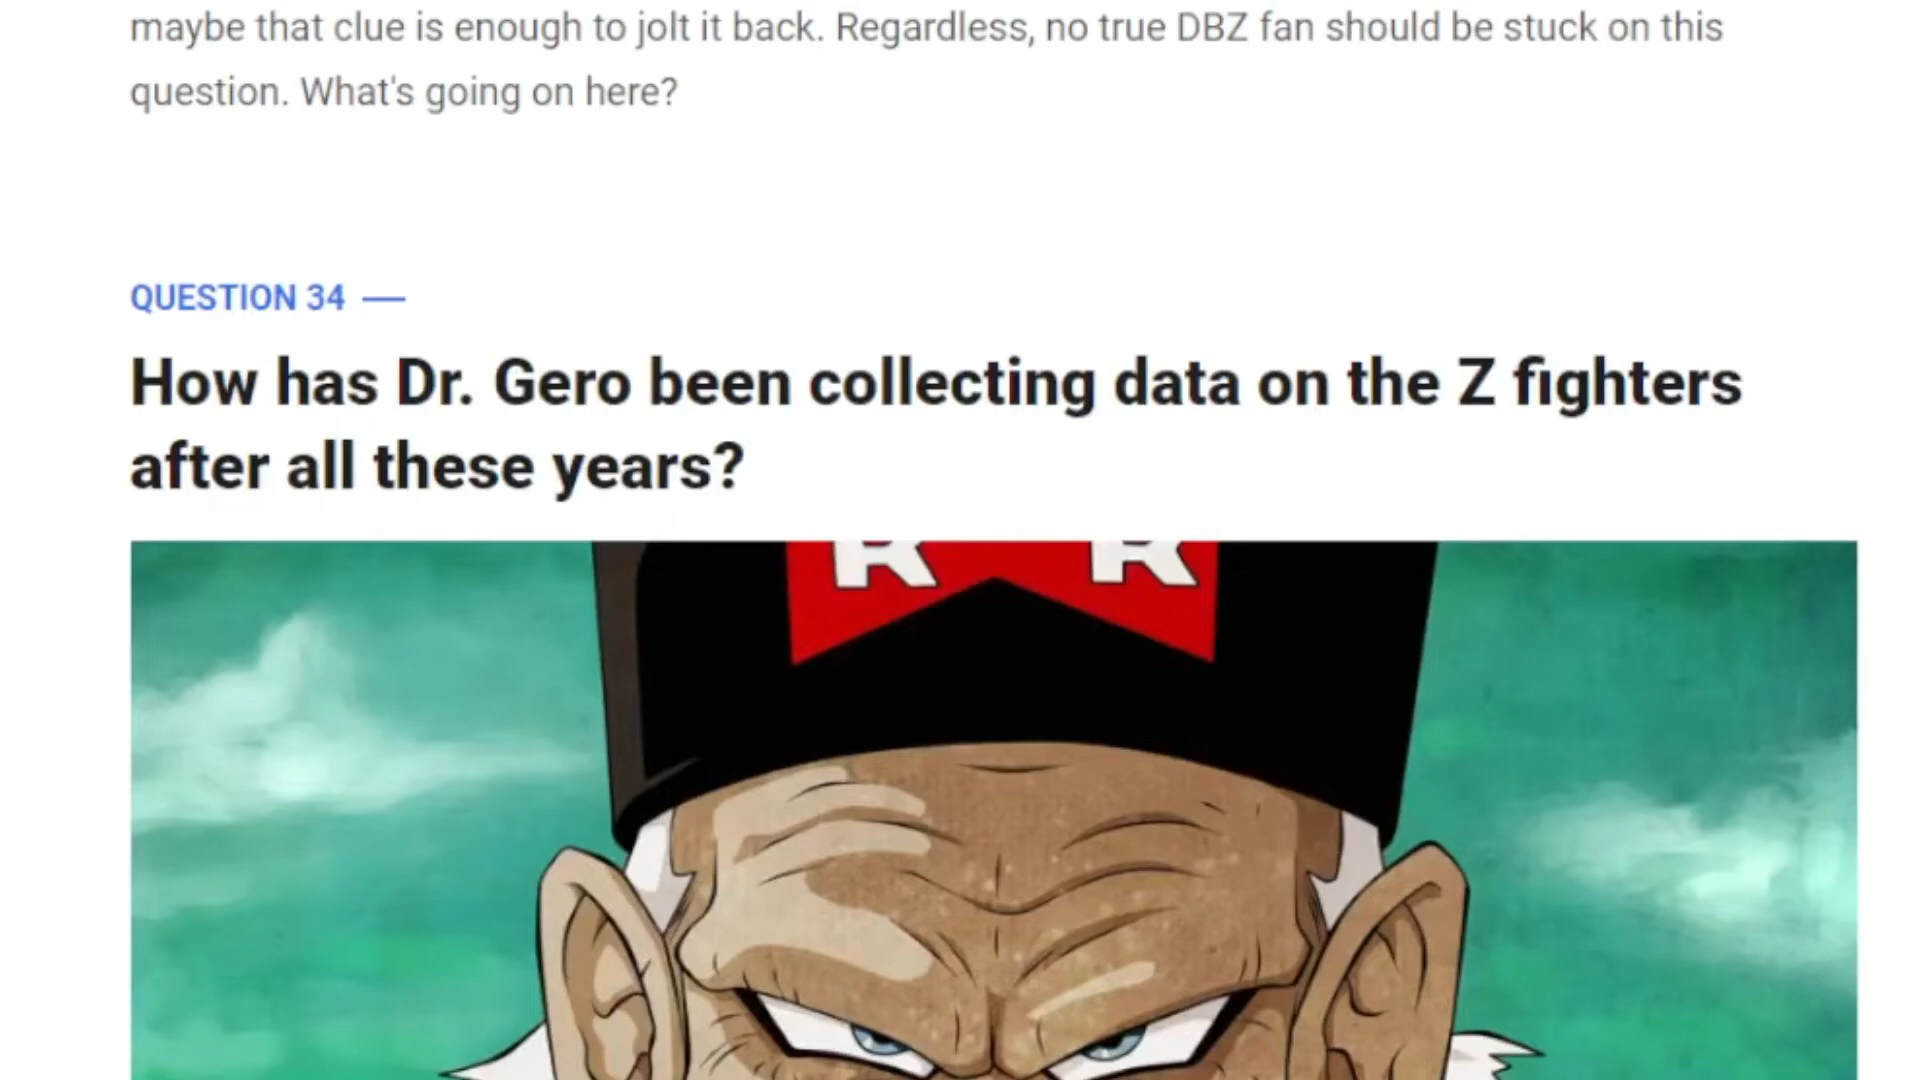 maybe that clue is enough to jolt it back. Regardless, no true DBZ fan should be stuck on this
question. What's going on here?
QUESTION 34
How has Dr. Gero been collecting data on the Z fighters
after all these years?
R R